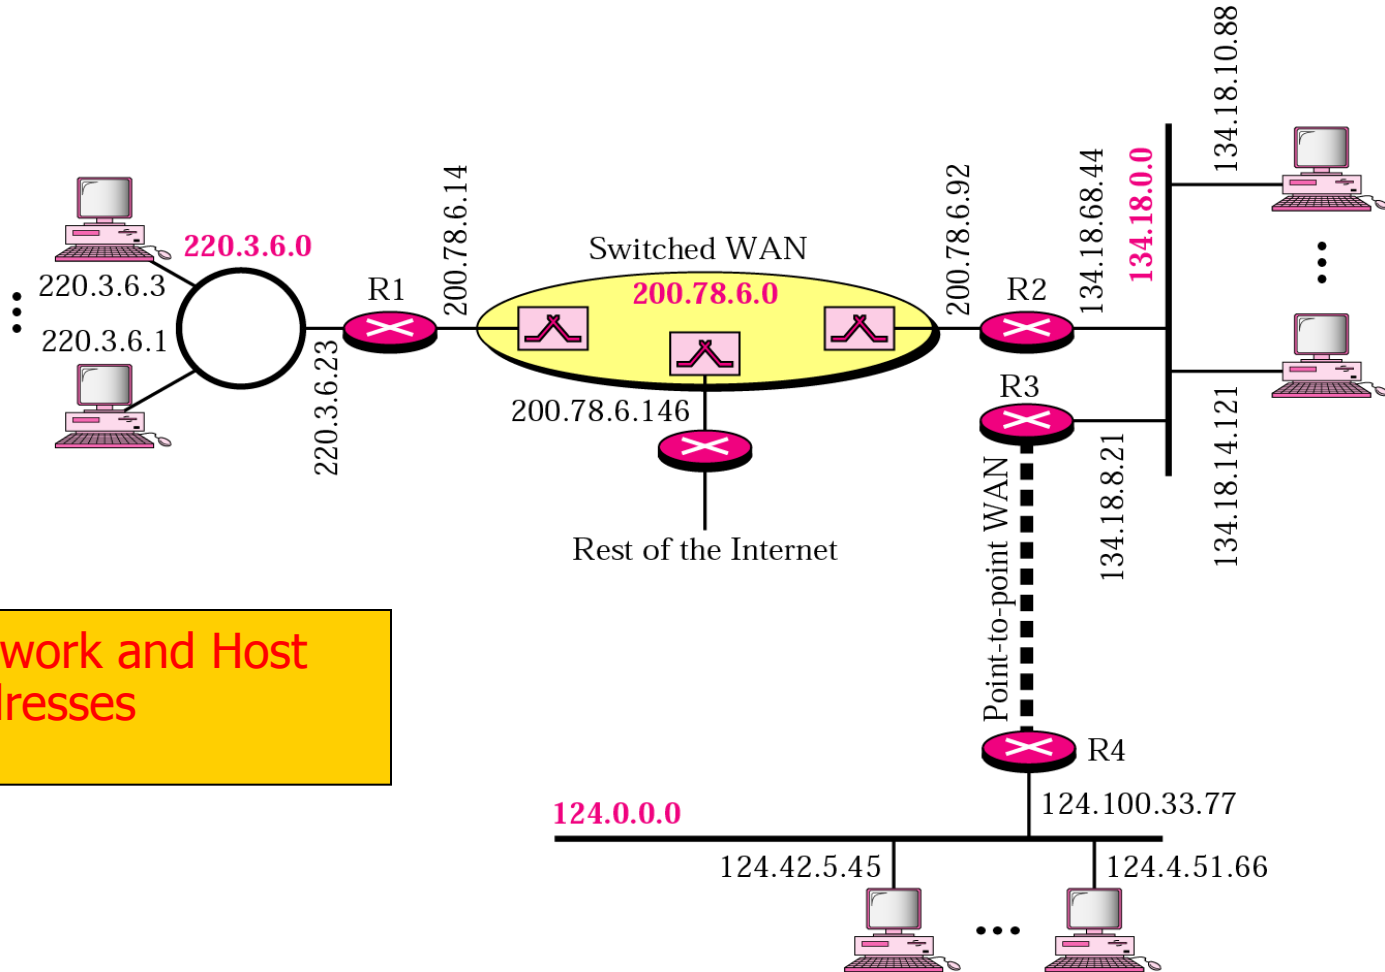 134.18.10.88
200.78.6.14
200.78.6.92
134.18.68.44
134.18.0.0
220.3.6.0
Switched WAN
220.3.6.3
R1
200.78.6.0
R2
220.3.6.1
220.3.6.23
R3
200.78.6.146
134.18.8.21
134.18.14.121
Rest of the Internet
Point-to-point WAN
work and Host
dresses
R4
124.0.0.0
124.100.33.77
124.42.5.45
124.4.51.66